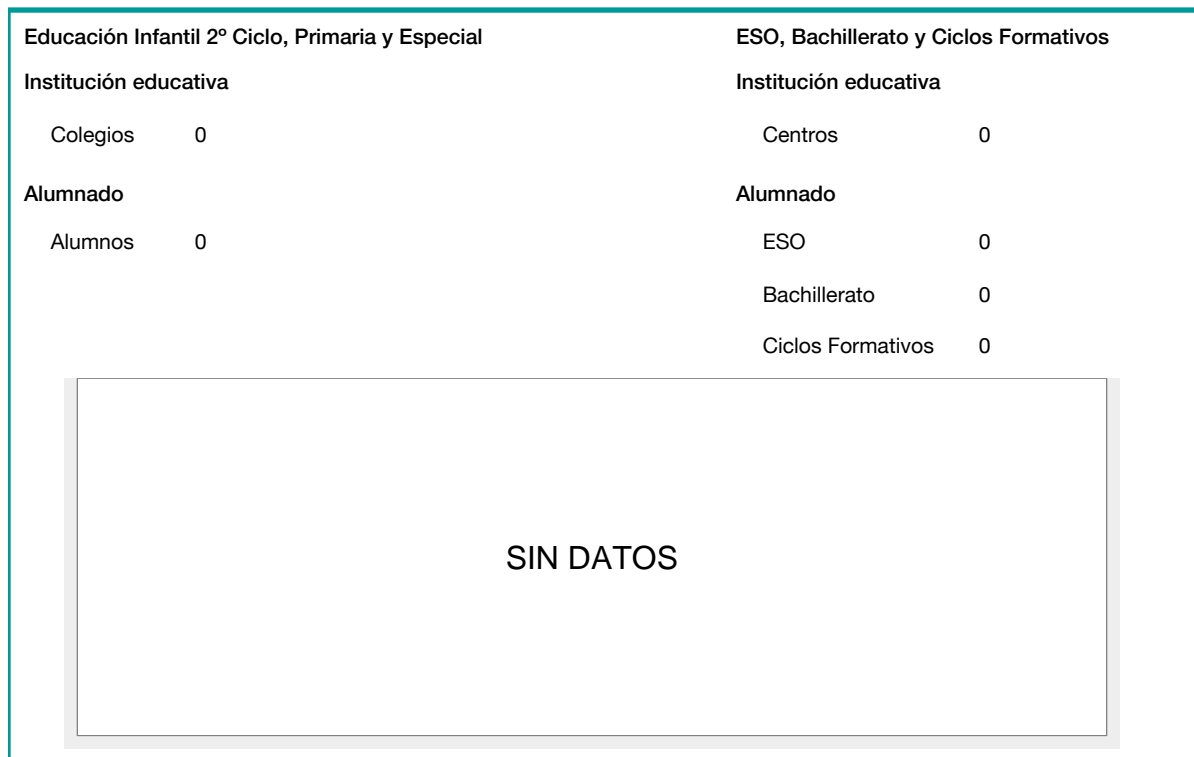 Educación Infantil 2º Ciclo, Primaria y Especial
Institución educativa
Colegios 0
Alumnado
Alumnos 0
ESO, Bachillerato y Ciclos Formativos
Institución educativa
Centros 0
Alumnado
ESO 0
Bachillerato 0
Ciclos Formativos 0
SIN DATOS